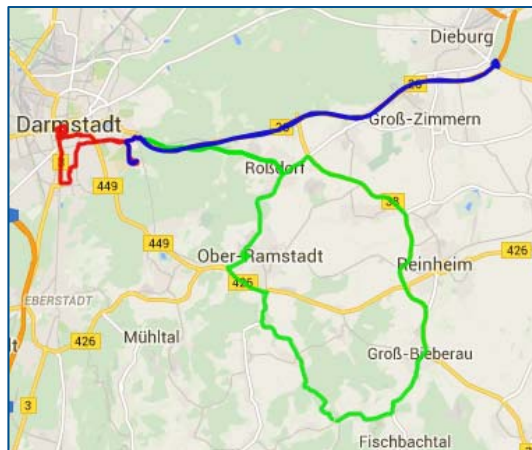 Dieburg
26
Groß-Zimmern
Darmstadt
26
3
Roßdorf
449
38
449
Ober-Ramstadt
426
Reinheim
426
EBERSTADT
Mühltal
426
Groß-Bieberau
3
Fischbachtal